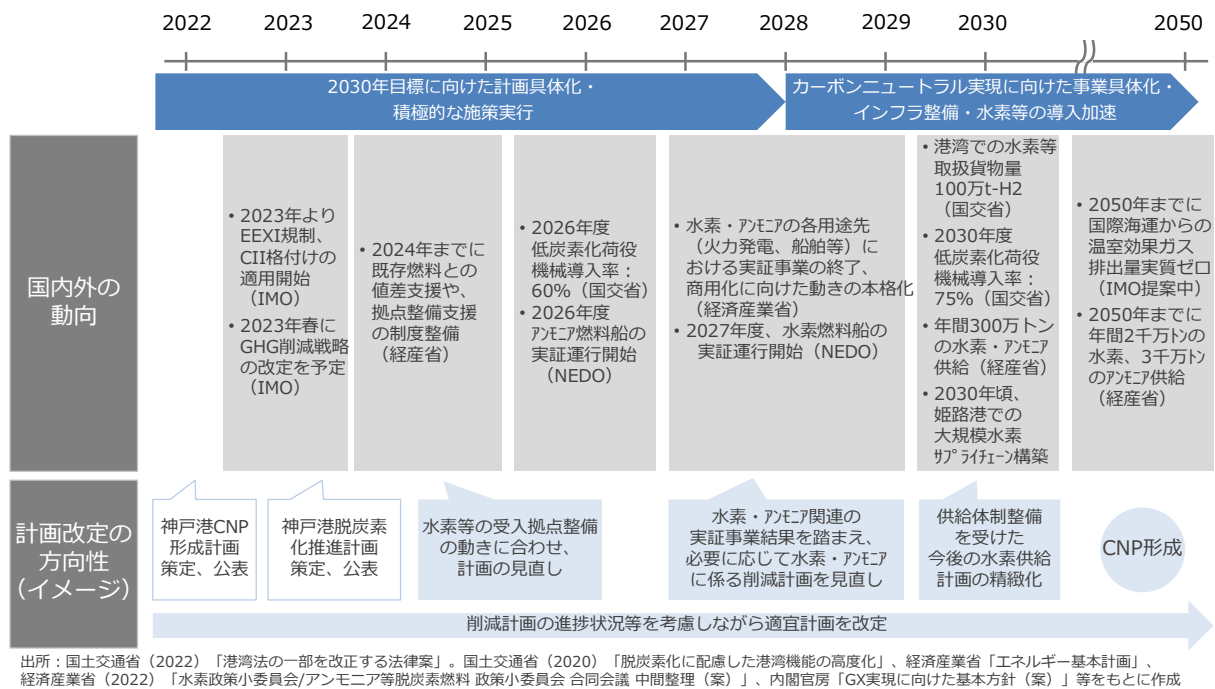 2022 2023 2024 2025 2026 2027 2028 2029 2030 2050
2030年目標に向けた計画具体化・
積極的な施策実行
カーボンニュートラル実現に向けた事業具体化・
インフラ整備・水素等の導入加速
国内外の
動向
• 2023年より
EEXI規制、
CII格付けの
適用開始
（IMO）
• 2023年春に
GHG削減戦略
の改定を予定
（IMO）
• 2024年までに
既存燃料との
値差支援や、
拠点整備支援
の制度整備
（経産省）
• 2026年度
低炭素化荷役
機械導入率：
60%（国交省）
• 2026年度
ｱﾝﾓﾆｱ燃料船の
実証運行開始
（NEDO）
• 水素・ｱﾝﾓﾆｱの各用途先
（火力発電、船舶等）に
おける実証事業の終了、
商用化に向けた動きの本格化
（経済産業省）
• 2027年度、水素燃料船の
実証運行開始（NEDO）
• 港湾での水素等
取扱貨物量
100万t-H2
（国交省）
• 2030年度
低炭素化荷役
機械導入率：
75%（国交省）
• 年間300万トン
の水素・ｱﾝﾓﾆｱ
供給（経産省）
• 2030年頃、
姫路港での
大規模水素
ｻﾌﾟﾗｲﾁｪｰﾝ構築
• 2050年までに
国際海運からの
温室効果ガス
排出量実質ゼロ
（IMO提案中）
• 2050年までに
年間2千万ﾄﾝの
水素、3千万ﾄﾝ
のｱﾝﾓﾆｱ供給
（経産省）
計画改定の
方向性
（イメージ）
神戸港CNP
形成計画
策定、公表
神戸港脱炭素
化推進計画
策定、公表
水素等の受入拠点整備
の動きに合わせ、
計画の見直し
水素・ｱﾝﾓﾆｱ関連の
実証事業結果を踏まえ、
必要に応じて水素・ｱﾝﾓﾆｱ
に係る削減計画を見直し
供給体制整備
を受けた
今後の水素供給
計画の精緻化
CNP形成
削減計画の進捗状況等を考慮しながら適宜計画を改定
出所：国土交通省（2022）「港湾法の一部を改正する法律案」。国土交通省（2020）「脱炭素化に配慮した港湾機能の高度化」、経済産業省「エネルギー基本計画」、
経済産業省（2022）「水素政策小委員会/アンモニア等脱炭素燃料 政策小委員会 合同会議 中間整理（案）」、内閣官房「GX実現に向けた基本方針（案）」等をもとに作成